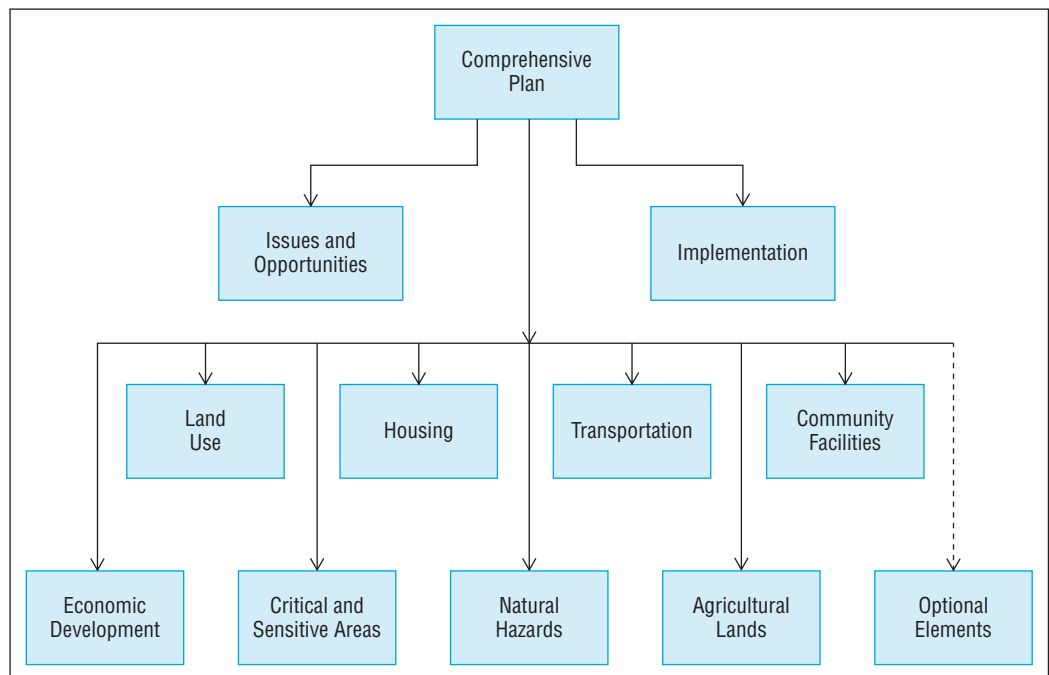 Comprehensive
Plan
Issues and
Opportunities
Implementation
Land
Use
Housing
Transportation
Community
Facilities
Economic
Development
Critical and
Sensitive Areas
Natural
Hazards
Agricultural
Lands
Optional
Elements